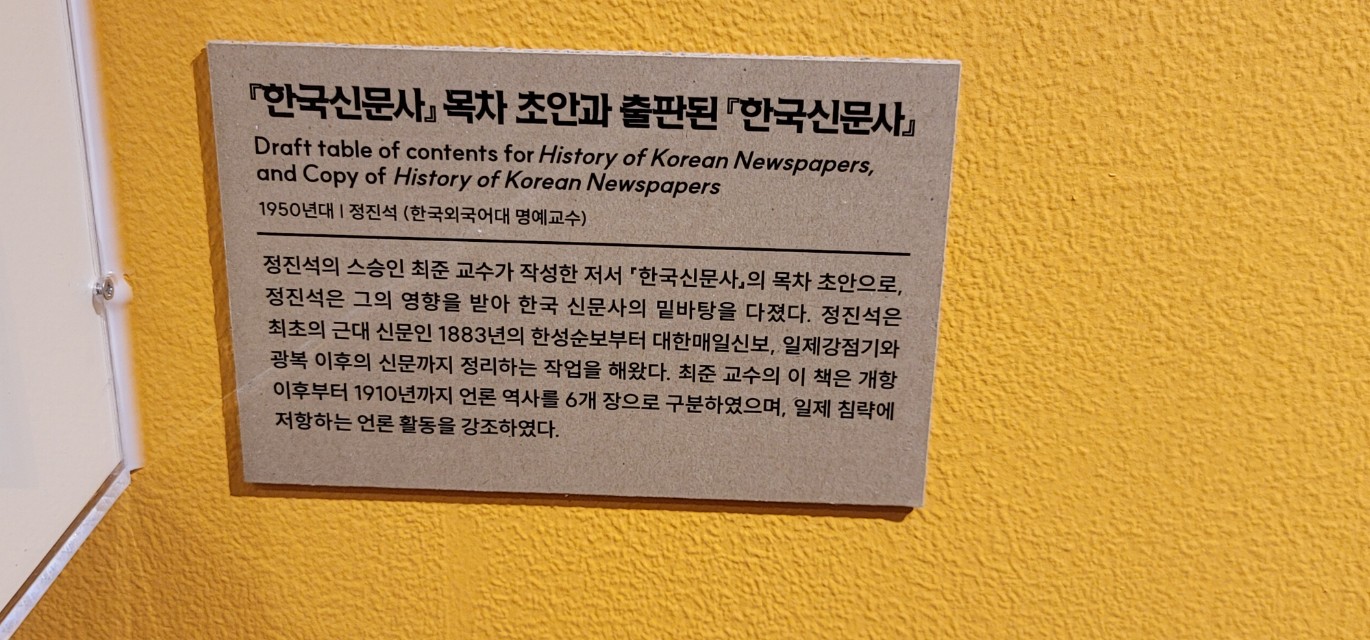 『한국신문사』 목차 초안과 출판된 『한국신문사』
Draft table of contents for History of Korean Newspapers,
and Copy of History of Korean Newspapers
1950년대 | 정진석 (한국외국어대 명예교수)
정진석의 스승인 최준 교수가 작성한 저서 『한국신문사』의 목차 초안으로,
정진석은 그의 영향을 받아 한국 신문사의 밑바탕을 다졌다. 정진석은
최초의 근대 신문인 1883년의 한성순보부터 대한매일신보, 일제강점기와
광복 이후의 신문까지 정리하는 작업을 해왔다. 최준 교수의 이 책은 개항
이후부터 1910년까지 언론 역사를 6개 장으로 구분하였으며, 일제 침략에
저항하는 언론 활동을 강조하였다.